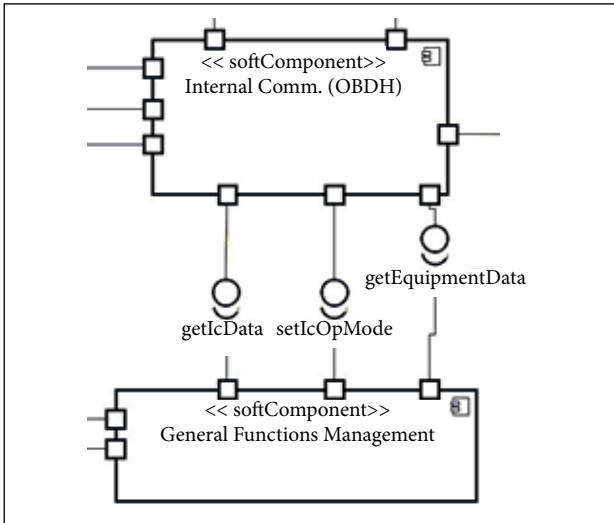 << softComponent>>
Internal Comm. (OBDH)
getEquipmentData
getIcData setIcOpMode
<< softComponent>>
General Functions Management